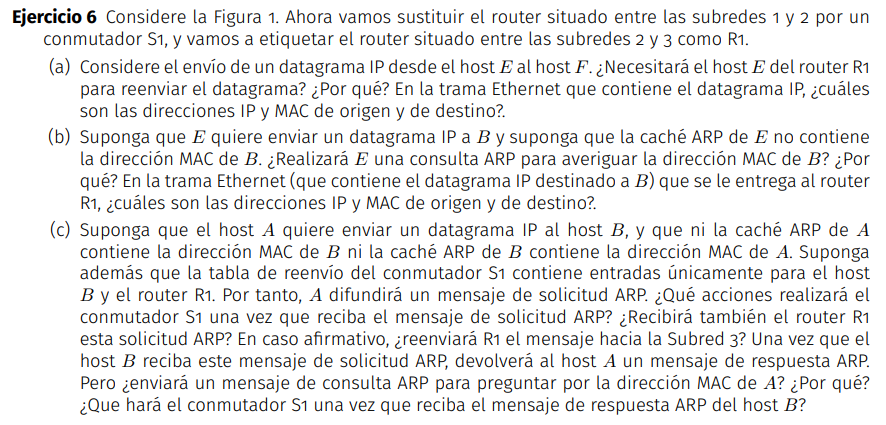 Ejercicio 6 Considere la Figura 1. Ahora vamos sustituir el router situado entre las subredes 1 y 2 por un
conmutador S1, y vamos a etiquetar el router situado entre las subredes 2 y 3 como R1.
(a) Considere el envío de un datagrama IP desde el host E al host F. ¿Necesitará el host E del router R1
para reenviar el datagrama? ¿Por qué? En la trama Ethernet que contiene el datagrama IP, ¿cuáles
son las direcciones IP y MAC de origen y de destino?.
(b) Suponga que E quiere enviar un datagrama IP a B y suponga que la caché ARP de E no contiene
la dirección MAC de B. ¿Realizará E una consulta ARP para averiguar la dirección MAC de B? ¿Por
qué? En la trama Ethernet (que contiene el datagrama IP destinado a B) que se le entrega al router
R1, ¿cuáles son las direcciones IP y MAC de origen y de destino?.
(c) Suponga que el host A quiere enviar un datagrama IP al host B, y que ni la caché ARP de A
contiene la dirección MAC de B ni la caché ARP de B contiene la dirección MAC de A. Suponga
además que la tabla de reenvío del conmutador S1 contiene entradas únicamente para el host
B y el router R1. Por tanto, A difundirá un mensaje de solicitud ARP. ¿Qué acciones realizará el
conmutador S1 una vez que reciba el mensaje de solicitud ARP? ¿Recibirá también el router R1
esta solicitud ARP? En caso afirmativo, ¿reenviará R1 el mensaje hacia la Subred 3? Una vez que el
host B reciba este mensaje de solicitud ARP, devolverá al host A un mensaje de respuesta ARP.
Pero ¿enviará un mensaje de consulta ARP para preguntar por la dirección MAC de A? ¿Por qué?
¿Que hará el conmutador S1 una vez que reciba el mensaje de respuesta ARP del host B?